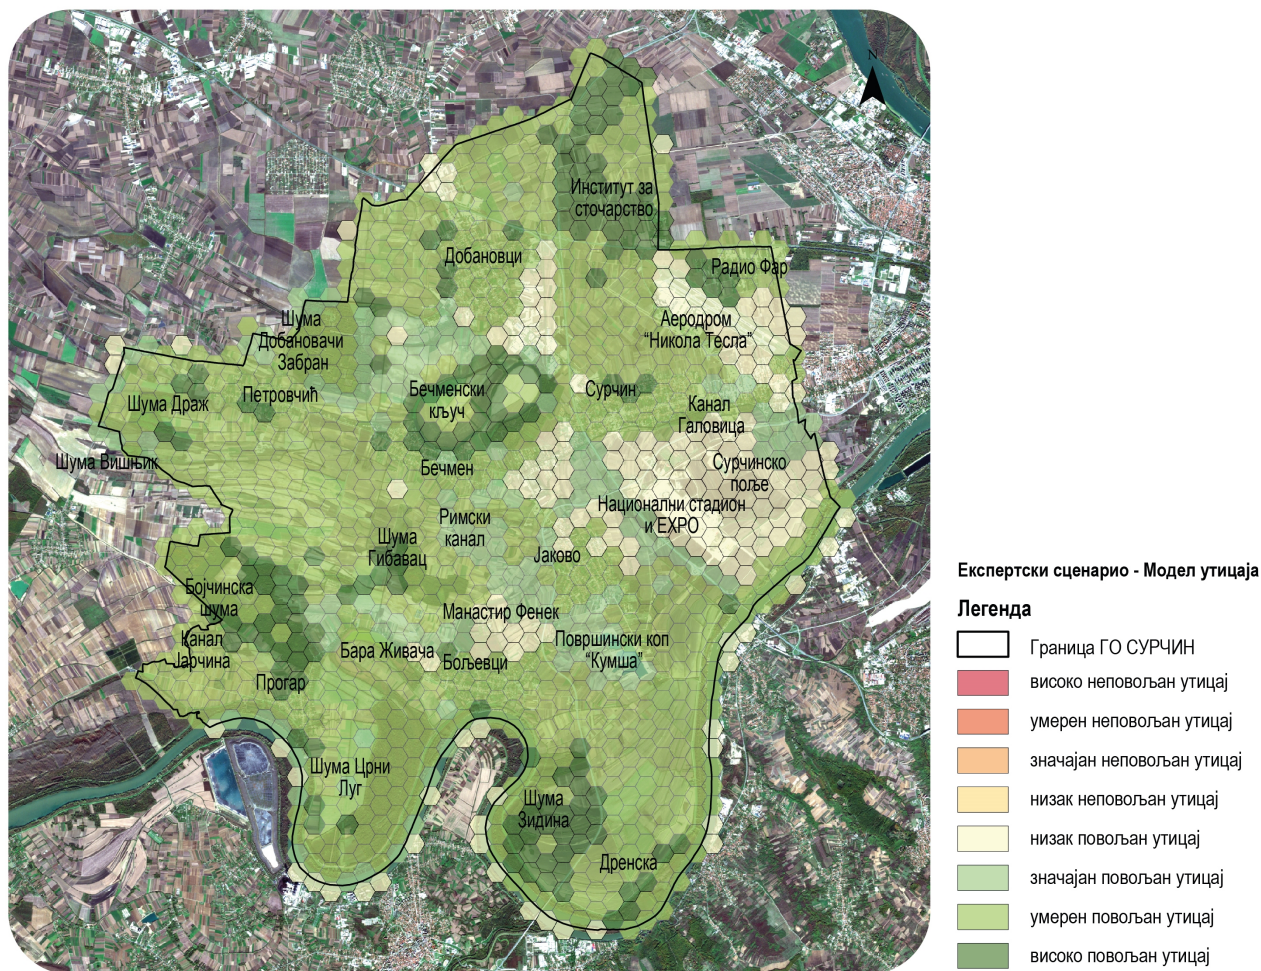 N
Институт за
сточарство
Добановци
Радио Фар
Шума
Добановачи
Забран
Аеродром
“Никола Тесла”
Петровчић
Шума Драж
Бечменски
кључ
Сурчин
Канал
Галовица
Шума Вишњик
Бечмен
Сурчинско
поље
Национални стадион
и EXPO
Римски
канал
Шума
Гибавац
Јаково
Бојчинска
шума
Манастир Фенек
Канал
Јарчина
Бара Живача
Бољевци
Површински коп
“Кумша”
Прогар
Шума Црни
Луг
Шума
Зидина
Дренска
Експертски сценарио - Модел утицаја
Легенда
Граница ГО СУРЧИН
високо неповољан утицај
умерен неповољан утицај
значајан неповољан утицај
низак неповољан утицај
низак повољан утицај
значајан повољан утицај
умерен повољан утицај
високо повољан утицај